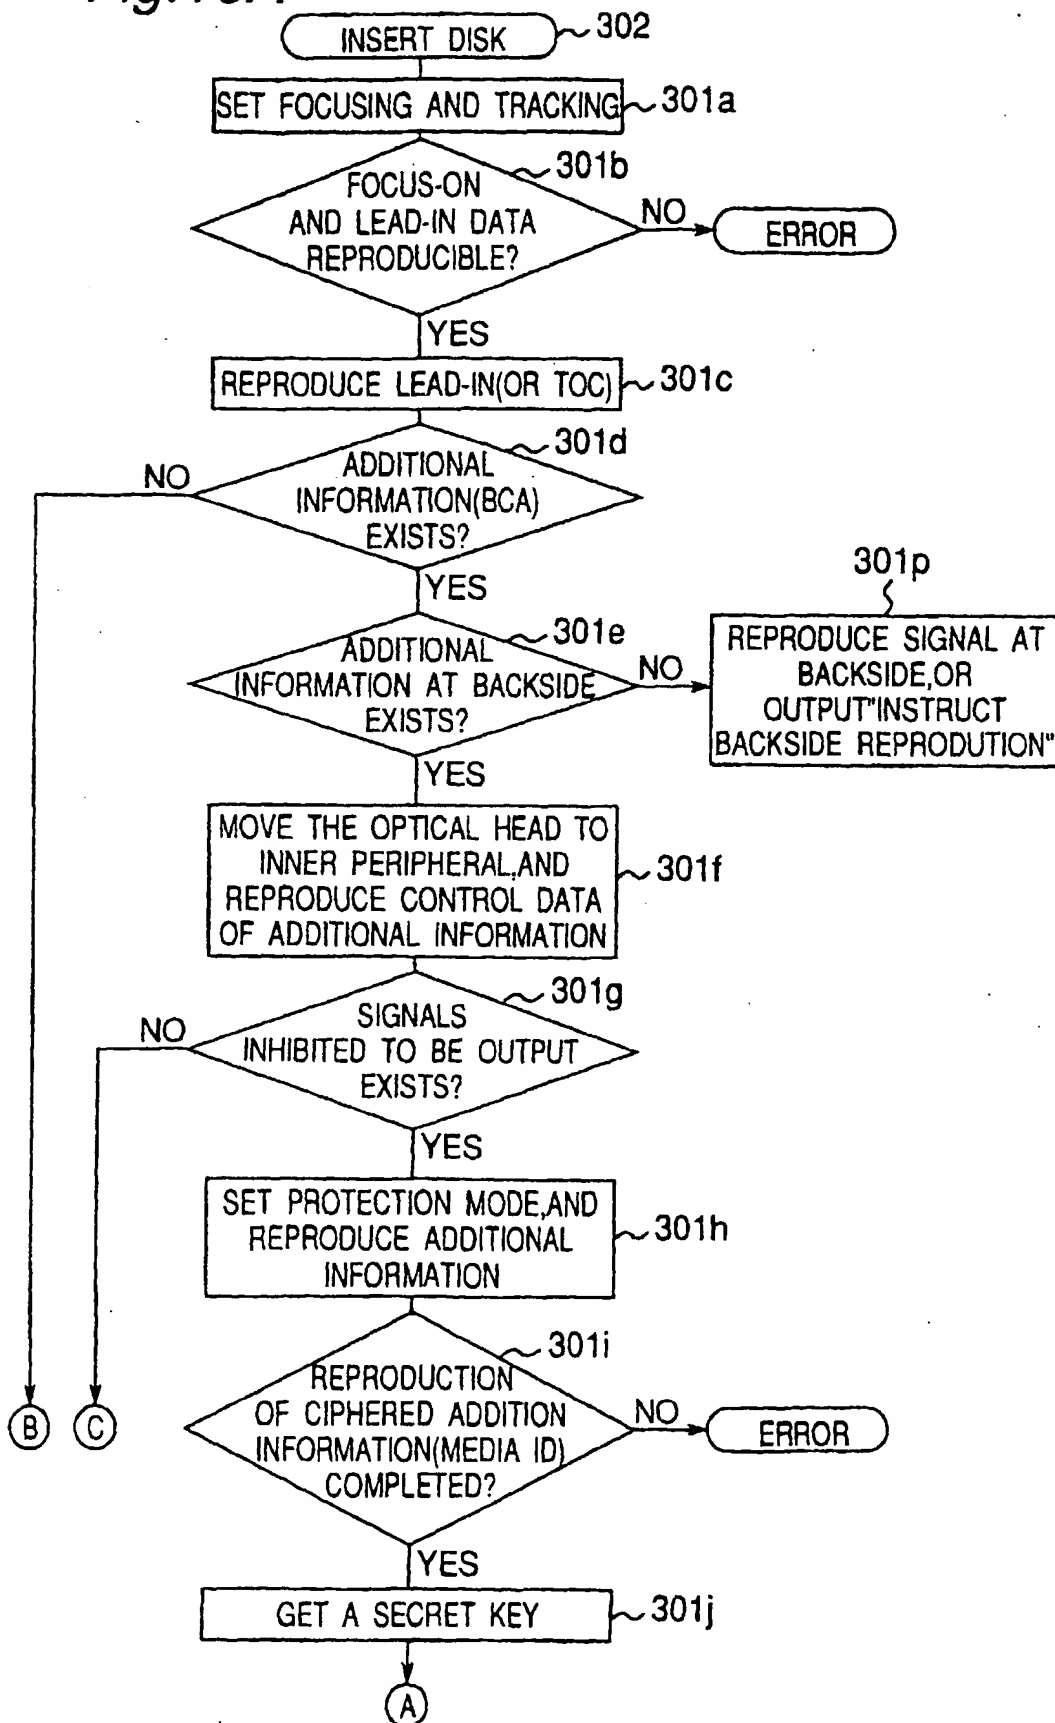 INSERT DISK 302
SET FOCUSING AND TRACKING 301a
301b
FOCUS-ON
AND LEAD-IN DATA
REPRODUCIBLE?
NO
ERROR
YES
REPRODUCE LEAD-IN(OR TOC) 301c
301d
NO
ADDITIONAL
INFORMATION(BCA)
EXISTS?
YES
301e
ADDITIONAL
INFORMATION AT BACKSIDE
EXISTS?
NO
301p
REPRODUCE SIGNAL AT
BACKSIDE,OR
OUTPUT"INSTRUCT
BACKSIDE REPRODUTION"
YES
MOVE THE OPTICAL HEAD TO
INNER PERIPHERAL,AND
REPRODUCE CONTROL DATA
OF ADDITIONAL INFORMATION
301f
301g
NO
SIGNALS
INHIBITED TO BE OUTPUT
EXISTS?
YES
SET PROTECTION MODE,AND
REPRODUCE ADDITIONAL
INFORMATION
301h
301i
REPRODUCTION
OF CIPHERED ADDITION
INFORMATION(MEDIA ID)
COMPLETED?
NO
ERROR
B C
YES
GET A SECRET KEY 301j
A